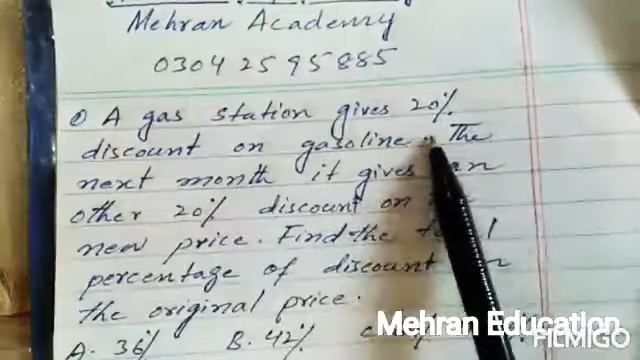 Mehran Academy
0304 2595885
A gas station gives 20%
discount on gasoline. The
next month it gives
other 20% discount on
new price. Find the
percentage of discount
the original price.
A. 36% B. 42% C
Mehran Education
FILMIGO